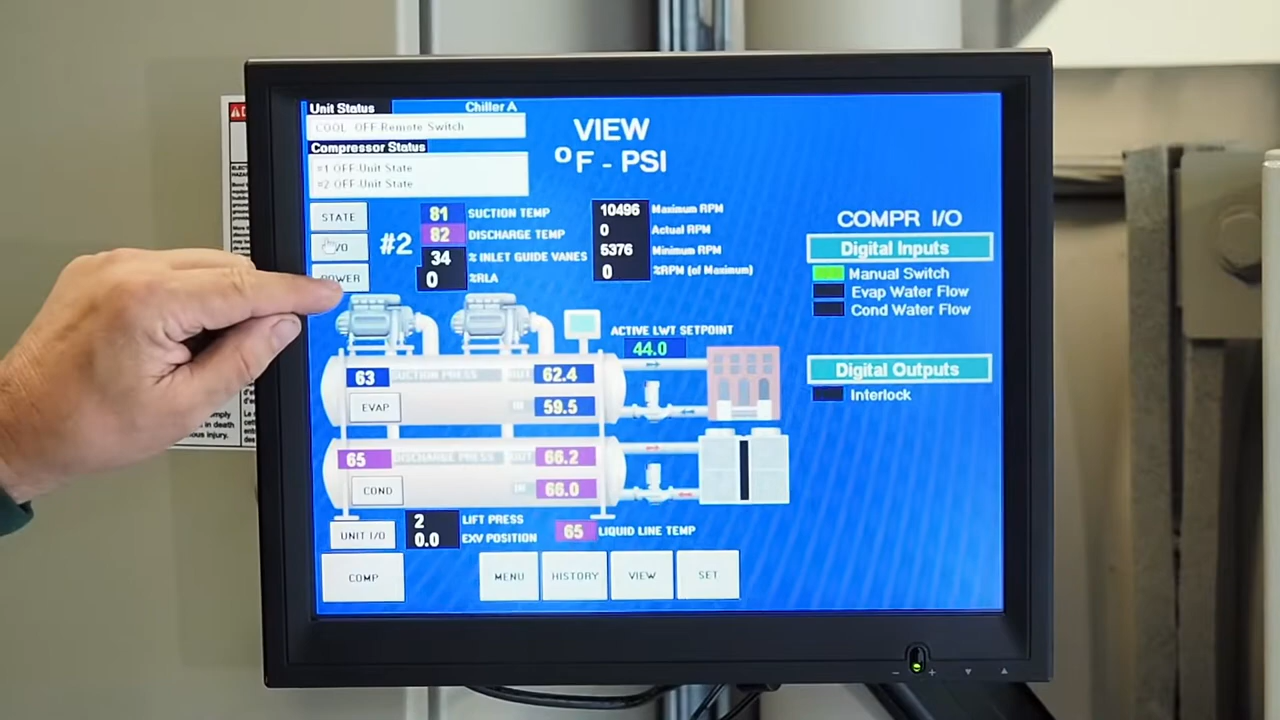 Unit Status
Chiller A
COOL OFF:Remote Switch
Compressor Status
#1 OFF:Unit State
#2 OFF:Unit State
VIEW
°F - PSI
STATE
I/O
POWER
#2
81 SUCTION TEMP
82 DISCHARGE TEMP
34 % INLET GUIDE VANES
0 %RLA
10496 Maximum RPM
0 Actual RPM
5376 Minimum RPM
0 %RPM (of Maximum)
COMPR I/O
Digital Inputs
Manual Switch
Evap Water Flow
Cond Water Flow
Digital Outputs
Interlock
ACTIVE LWT SETPOINT
44.0
63 SUCTION PRESS OUT 62.4
EVAP IN 59.5
65 DISCHARGE PRESS OUT 66.2
COND IN 66.0
UNIT I/O
2 LIFT PRESS
0.0 EXV POSITION
65 LIQUID LINE TEMP
COMP
MENU
HISTORY
VIEW
SET
in death
injury.